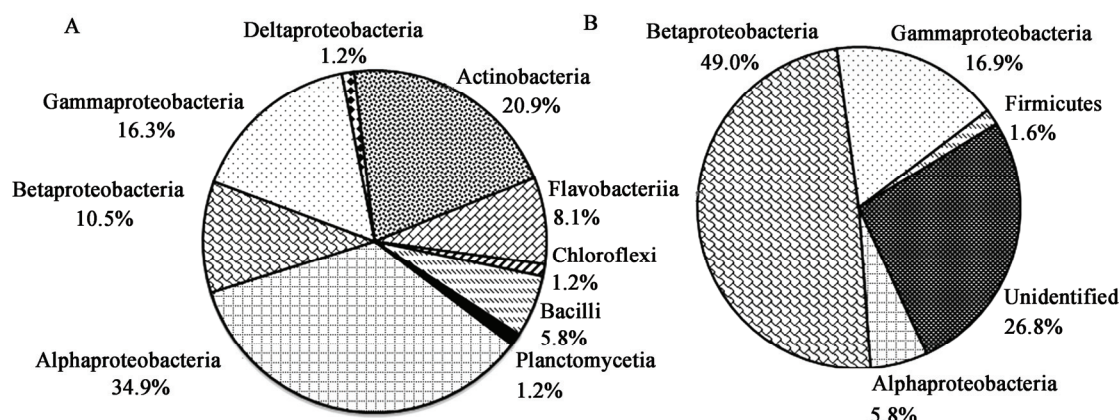 A
Deltaproteobacteria
1.2%
Actinobacteria
20.9%
Gammaproteobacteria
16.3%
Betaproteobacteria
10.5%
Flavobacteriia
8.1%
Chloroflexi
1.2%
Bacilli
5.8%
Planctomycetia
1.2%
Alphaproteobacteria
34.9%
B
Betaproteobacteria
49.0%
Gammaproteobacteria
16.9%
Firmicutes
1.6%
Unidentified
26.8%
Alphaproteobacteria
5.8%